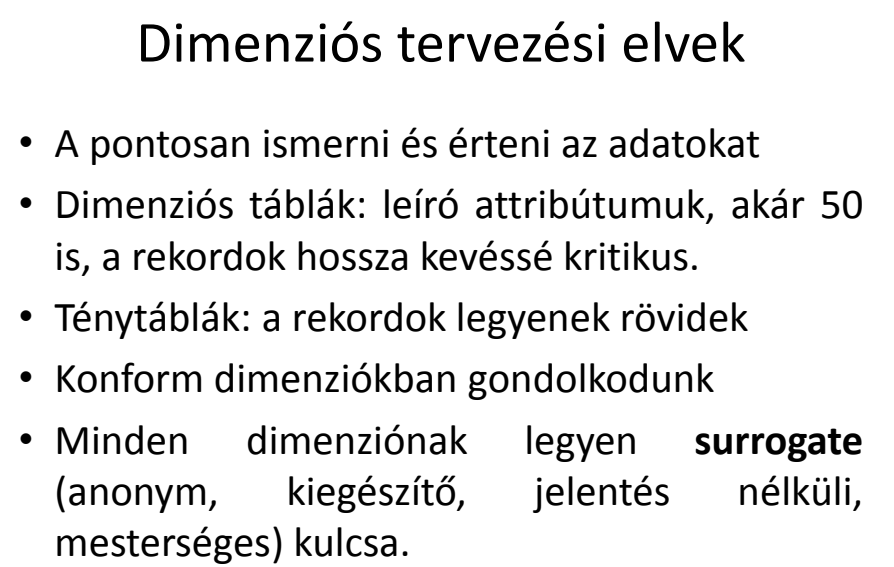 Dimenziós tervezési elvek
• A pontosan ismerni és érteni az adatokat
• Dimenziós táblák: leíró attribútumuk, akár 50
is, a rekordok hossza kevéssé kritikus.
• Ténytáblák: a rekordok legyenek rövidek
• Konform dimenziókban gondolkodunk
• Minden dimenziónak legyen surrogate
(anonym, kiegészítő, jelentés nélküli,
mesterséges) kulcsa.